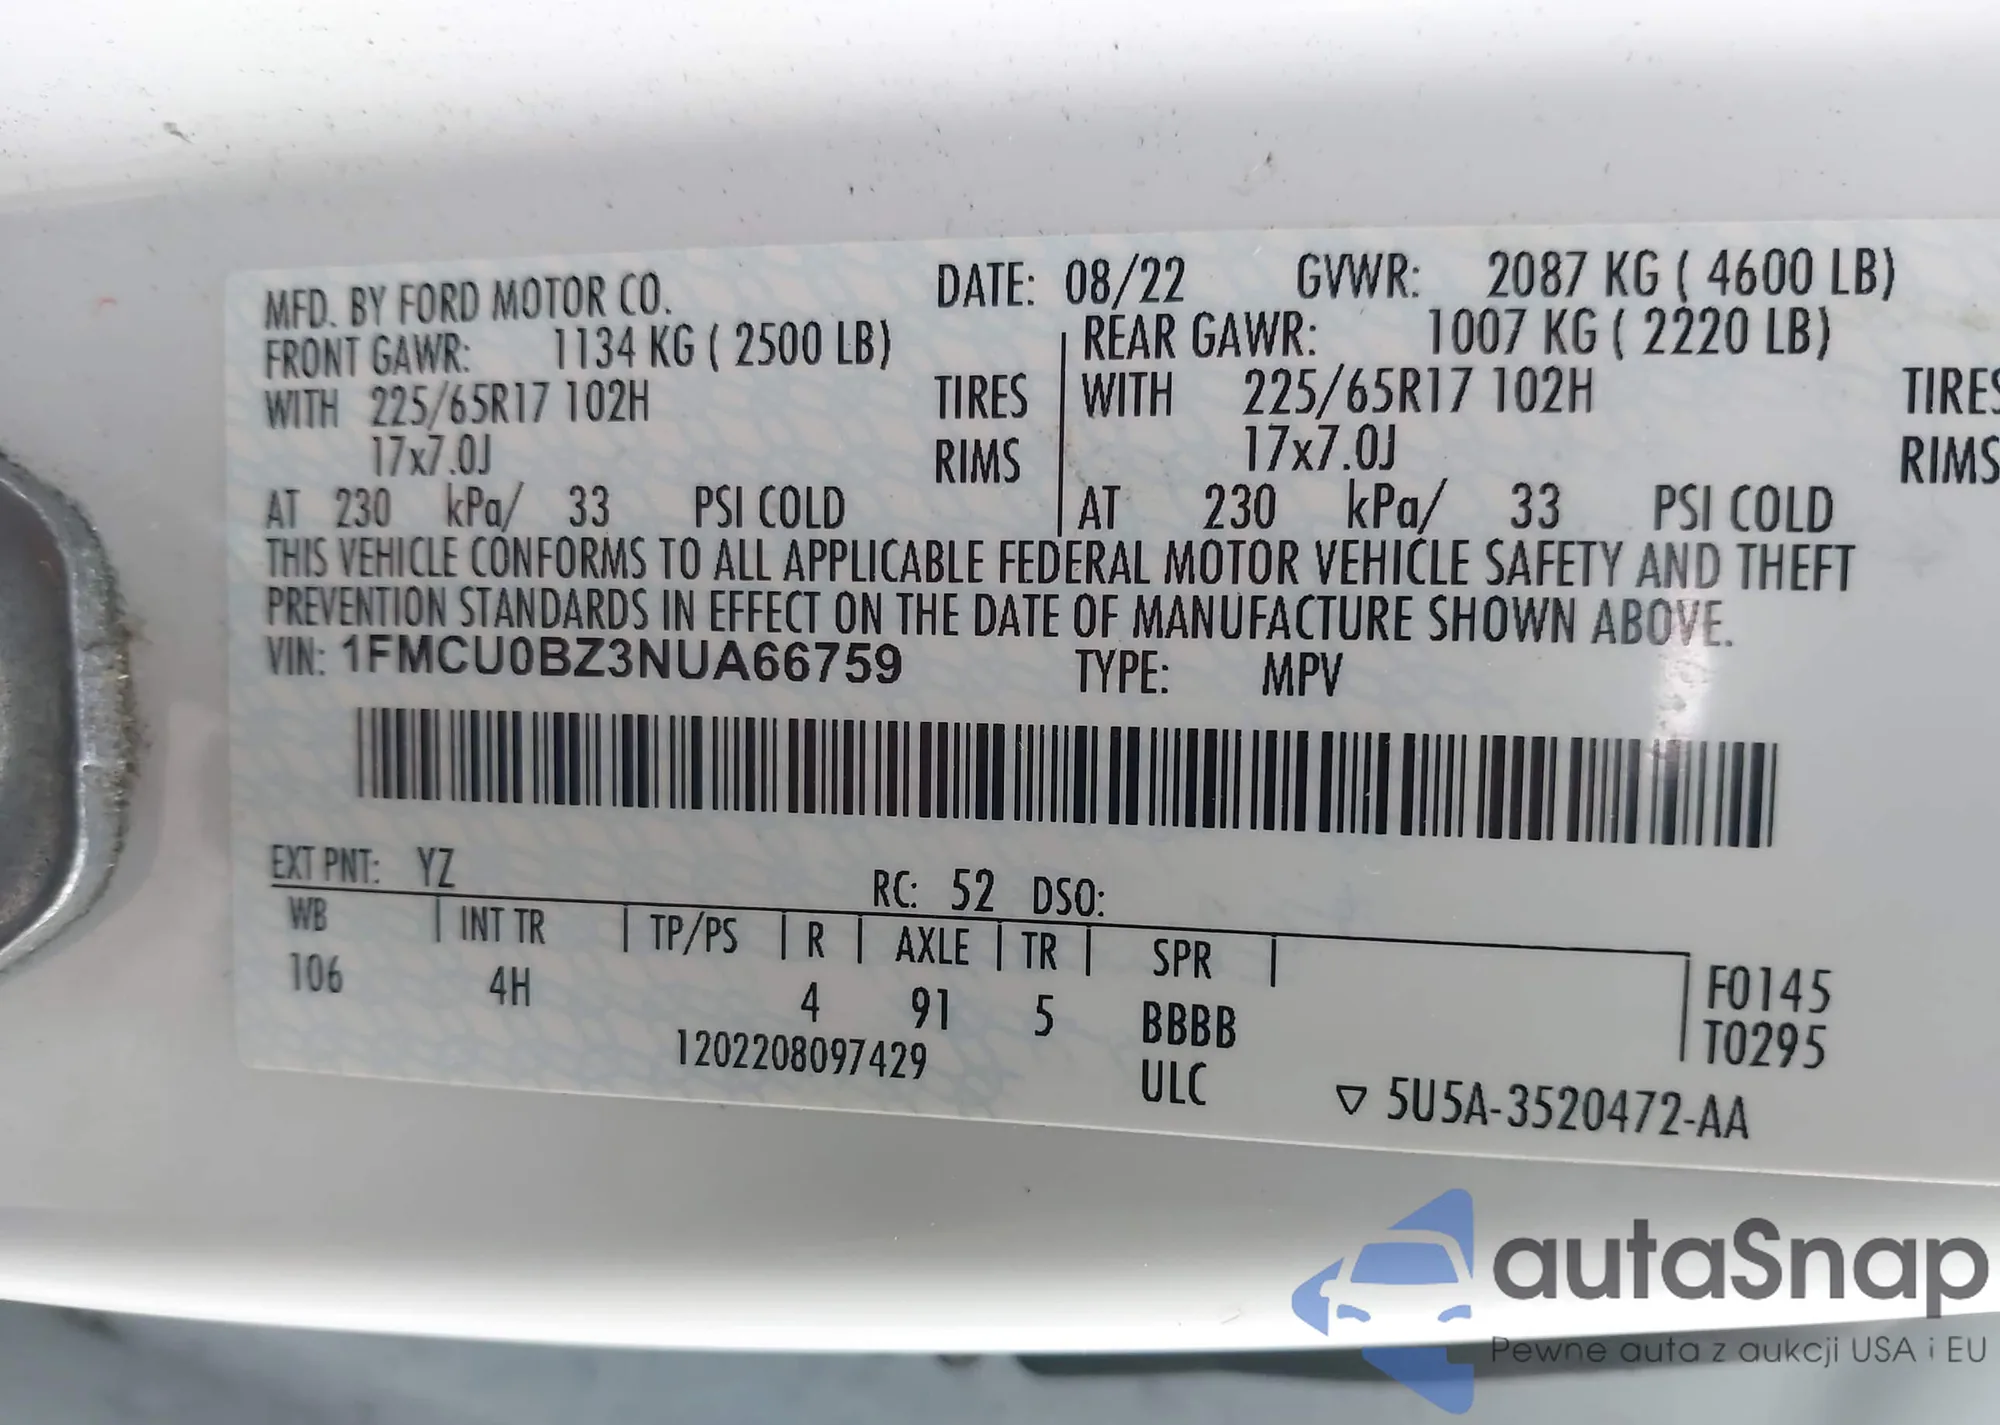 MFD. BY FORD MOTOR CO. DATE: 08/22 GVWR: 2087 KG ( 4600 LB)
FRONT GAWR: 1134 KG ( 2500 LB) REAR GAWR: 1007 KG ( 2220 LB)
WITH 225/65R17 102H TIRES WITH 225/65R17 102H TIRES
17x7.0J RIMS 17x7.0J RIMS
AT 230 kPa/ 33 PSI COLD AT 230 kPa/ 33 PSI COLD
THIS VEHICLE CONFORMS TO ALL APPLICABLE FEDERAL MOTOR VEHICLE SAFETY AND THEFT
PREVENTION STANDARDS IN EFFECT ON THE DATE OF MANUFACTURE SHOWN ABOVE.
VIN: 1FMCU0BZ3NUA66759 TYPE: MPV
EXT PNT: YZ RC: 52 DSO:
WB INT TR TP/PS R AXLE TR SPR
106 4H 4 91 5 BBBB F0145
1202208097429 ULC T0295
▽ 5U5A-3520472-AA
autaSnap
Pewne auta z aukcji USA i EU